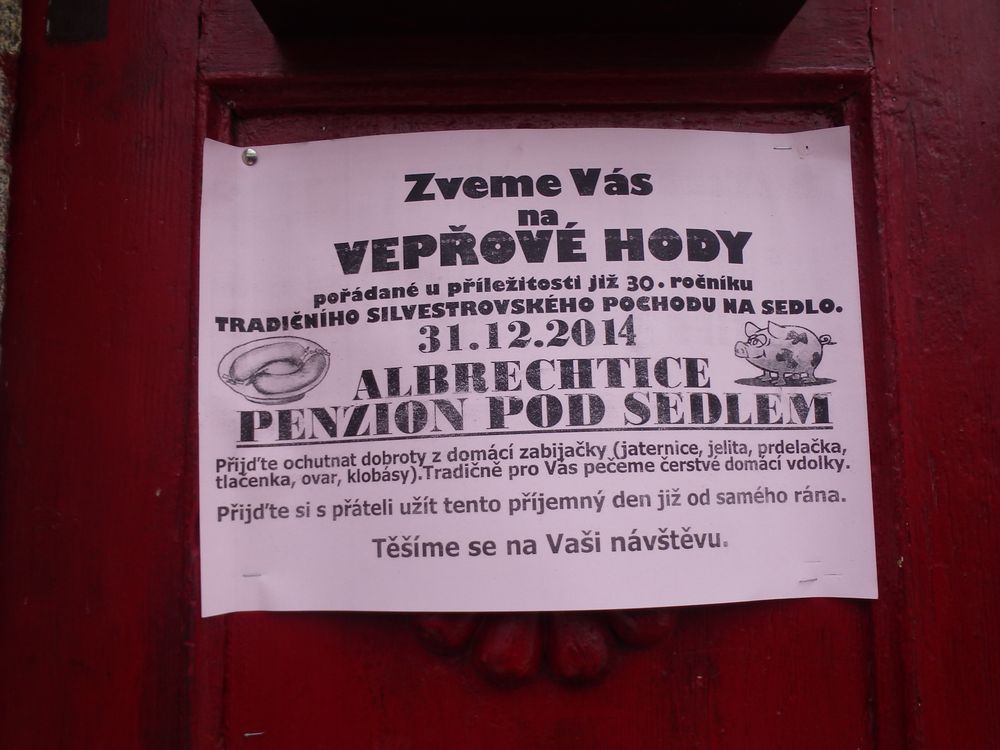 Zveme Vás
na
VEPŘOVÉ HODY
pořádané u příležitosti již 30. ročníku
TRADIČNÍHO SILVESTROVSKÉHO POCHODU NA SEDLO.
31.12.2014
ALBRECHTICE
PENZION POD SEDLEM
Přijďte ochutnat dobroty z domácí zabijačky (jaternice, jelita, prdelačka,
tlačenka, ovar, klobásy).Tradičně pro Vás pečeme čerstvé domácí vdolky.
Přijďte si s přáteli užít tento příjemný den již od samého rána.
Těšíme se na Vaši návštěvu.